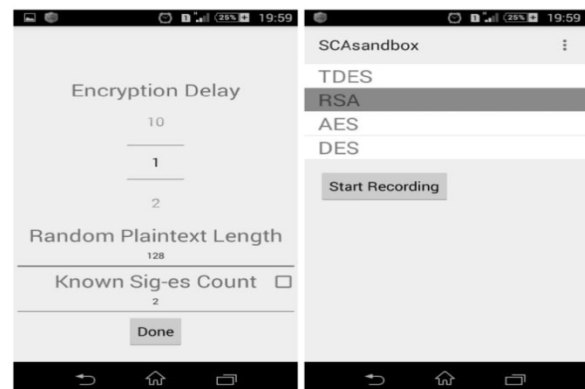 25% 19:59
Encryption Delay
10
1
2
Random Plaintext Length
128
Known Sig-es Count
2
Done
25% 19:59
SCAsandbox
TDES
RSA
AES
DES
Start Recording